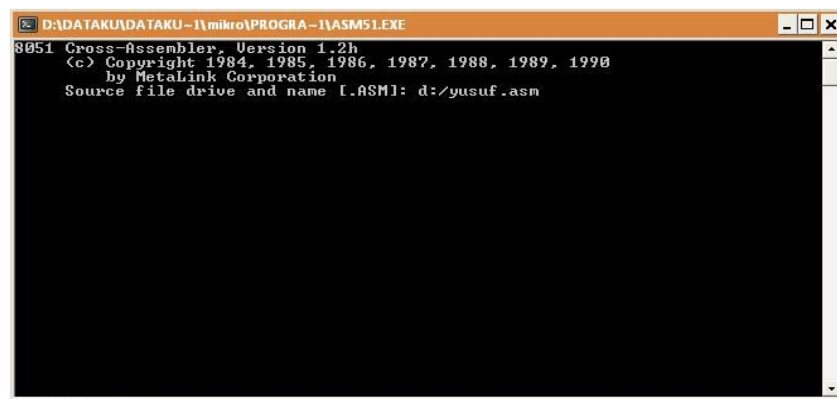 D:\DATAKU\DATAKU~1\mikro\PROGRA~1\ASM51.EXE
8051 Cross-Assembler, Version 1.2h
(c) Copyright 1984, 1985, 1986, 1987, 1988, 1989, 1990
by MetaLink Corporation
Source file drive and name [.ASM]: d:/yusuf.asm